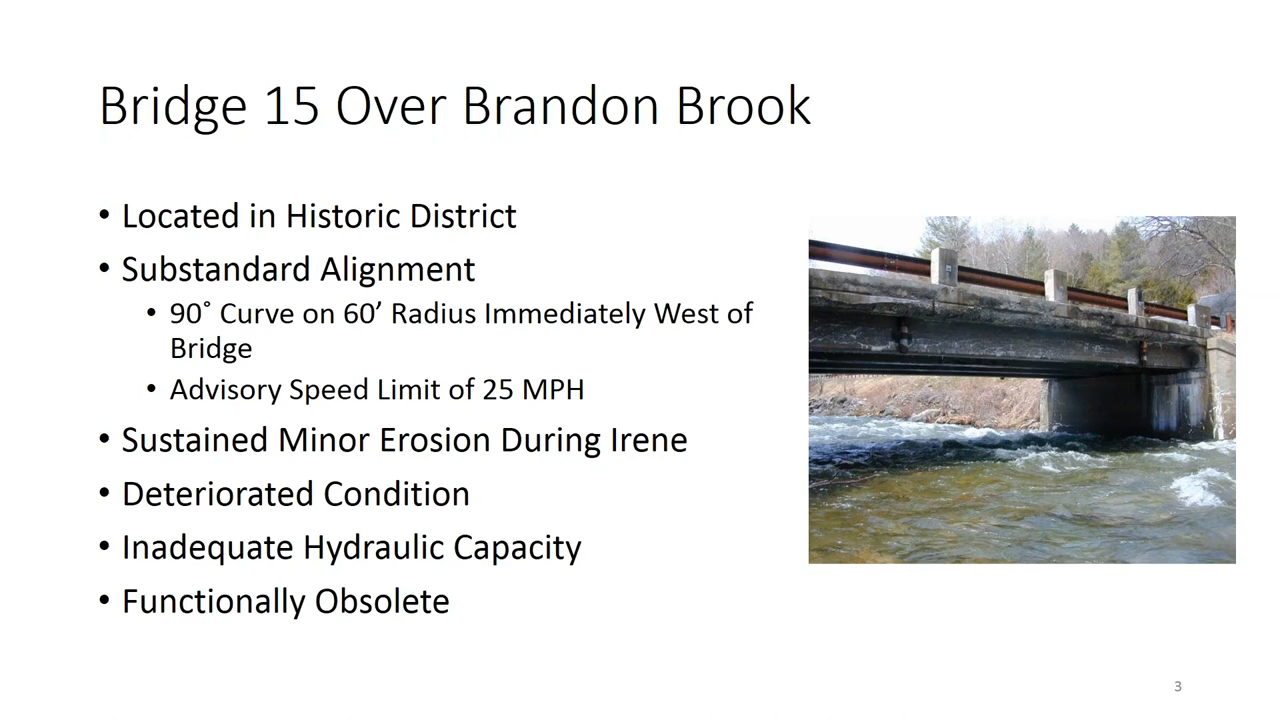 Bridge 15 Over Brandon Brook
• Located in Historic District
• Substandard Alignment
• 90˚ Curve on 60’ Radius Immediately West of
Bridge
• Advisory Speed Limit of 25 MPH
• Sustained Minor Erosion During Irene
• Deteriorated Condition
• Inadequate Hydraulic Capacity
• Functionally Obsolete
3